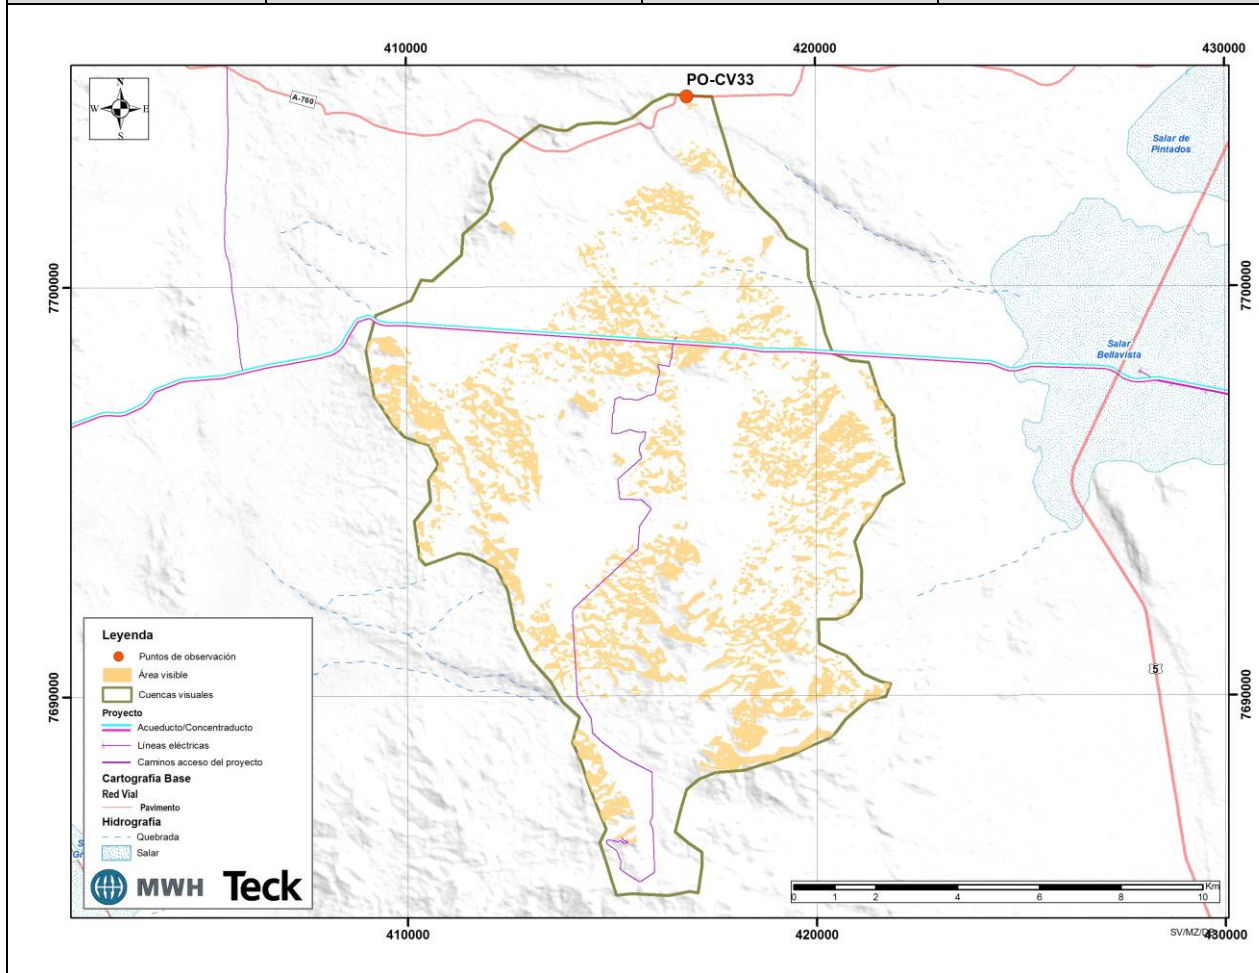 410000
420000
430000
PO-CV33
A-760
N
W E
S
Salar de
Pintados
7700000
7700000
Salar
Bellavista
Leyenda
Puntos de observación
Área visible
Cuencas visuales
Proyecto
Acueducto/Concentraducto
Líneas eléctricas
Caminos acceso del proyecto
Cartografía Base
Red Vial
Pavimento
Hidrografía
Quebrada
Salar
MWH Teck
5
7690000
7690000
S
Gr
Km
0 1 2 4 6 8 10
410000
420000
430000